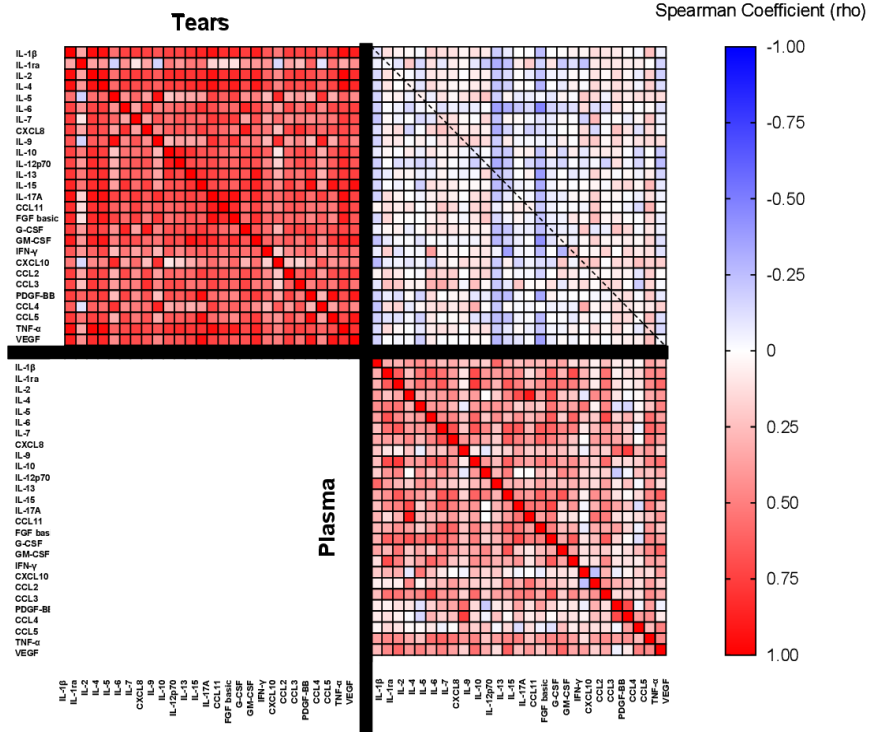 Spearman Coefficient (rho)
Tears
IL-1β
IL-1ra
IL-2
IL-4
IL-5
IL-6
IL-7
CXCL8
IL-9
IL-10
IL-12p70
IL-13
IL-15
IL-17A
CCL11
FGF basic
G-CSF
GM-CSF
IFN-γ
CXCL10
CCL2
CCL3
PDGF-BB
CCL4
CCL5
TNF-α
VEGF
-1.00
-0.75
-0.50
-0.25
0
0.25
0.50
0.75
1.00
Plasma
IL-1β
IL-1ra
IL-2
IL-4
IL-5
IL-6
IL-7
CXCL8
IL-9
IL-10
IL-12p70
IL-13
IL-15
IL-17A
CCL11
FGF bas
G-CSF
GM-CSF
IFN-γ
CXCL10
CCL2
CCL3
PDGF-BI
CCL4
CCL5
TNF-α
VEGF
IL-1β
IL-1ra
IL-2
IL-4
IL-5
IL-6
IL-7
CXCL8
IL-9
IL-10
IL-12p70
IL-13
IL-15
IL-17A
CCL11
FGF basic
G-CSF
GM-CSF
IFN-γ
CXCL10
CCL2
CCL3
PDGF-BB
CCL4
CCL5
TNF-α
VEGF
IL-1β
IL-1ra
IL-2
IL-4
IL-5
IL-6
IL-7
CXCL8
IL-9
IL-10
IL-12p70
IL-13
IL-15
IL-17A
CCL11
FGF basic
G-CSF
GM-CSF
IFN-γ
CXCL10
CCL2
CCL3
PDGF-BB
CCL4
CCL5
TNF-α
VEGF